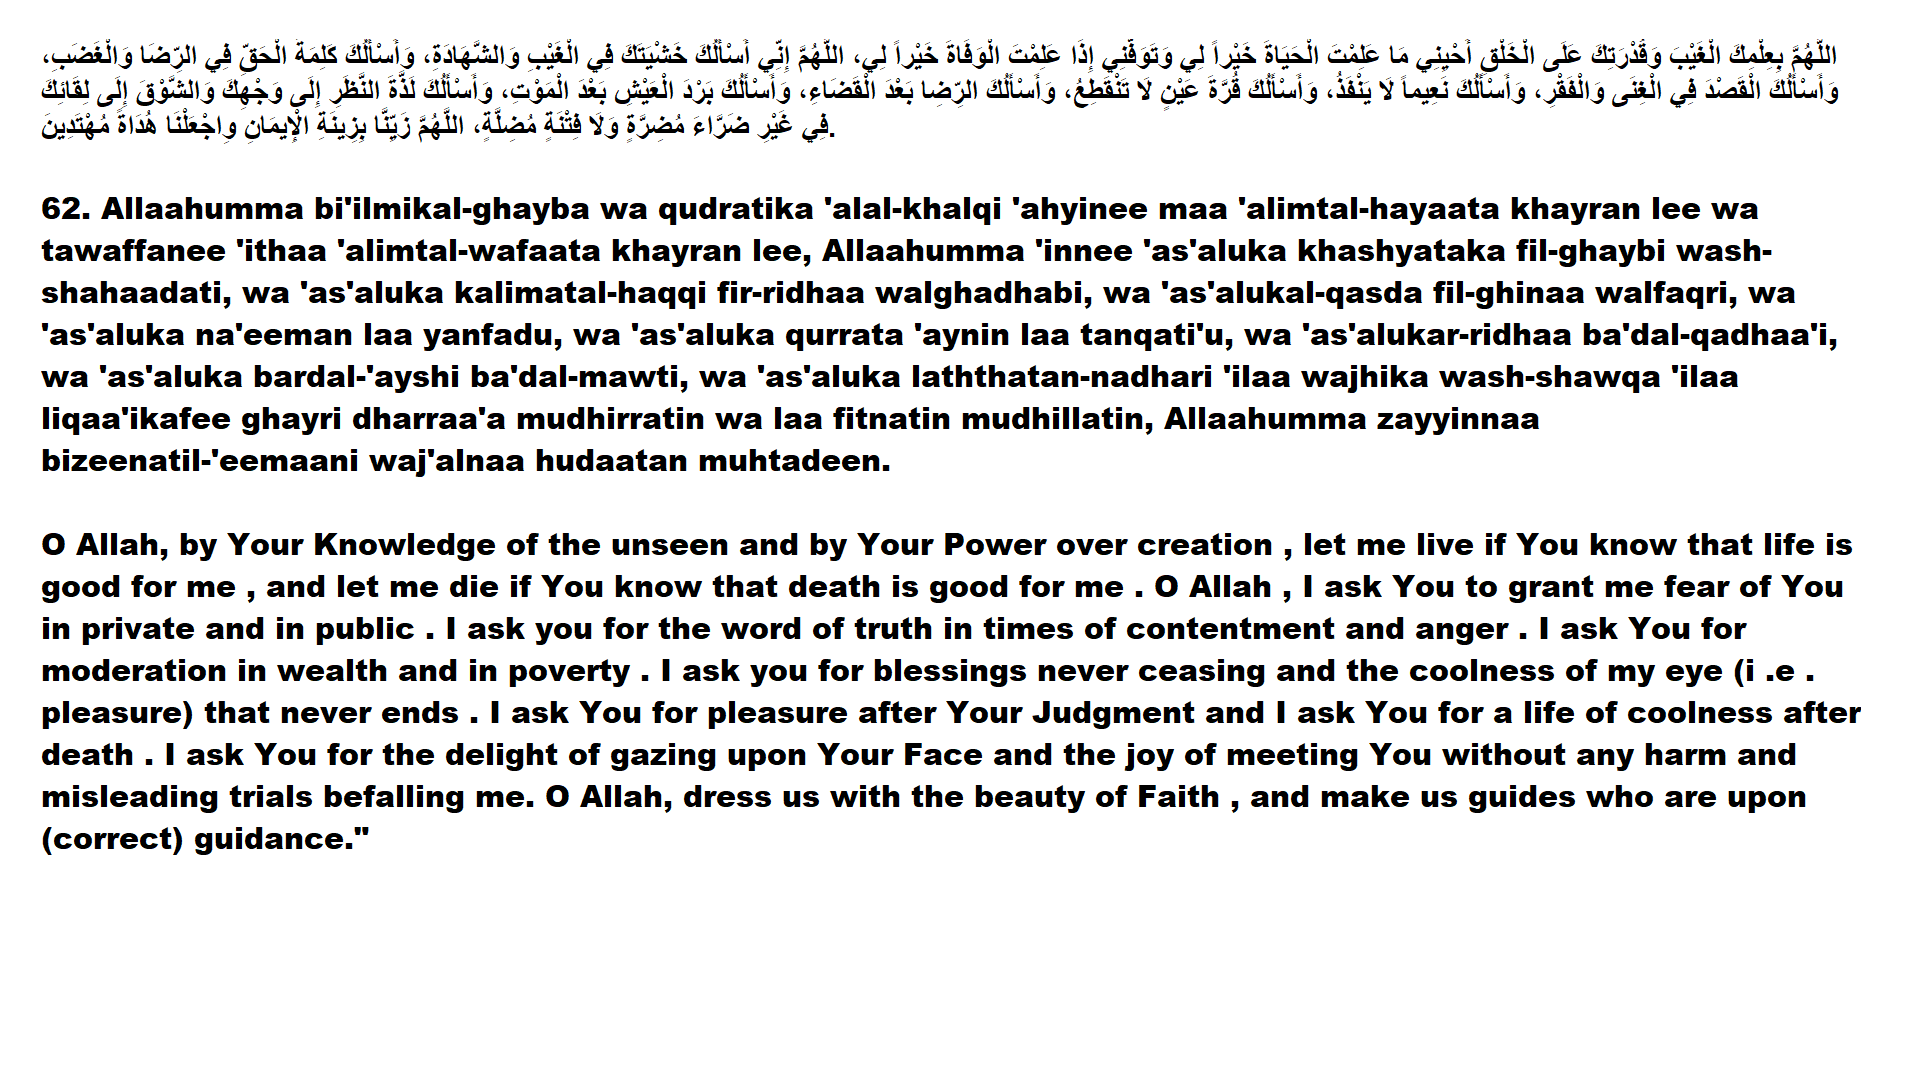 اللَّهُمَّ بِعِلْمِكَ الْغَيْبَ وَقُدْرَتِكَ عَلَى الْخَلْقِ أَحْيِنِي مَا عَلِمْتَ الْحَيَاةَ خَيْراً لِي وَتَوَفَّنِي إِذَا عَلِمْتَ الْوَفَاةَ خَيْراً لِي، اللَّهُمَّ إِنِّي أَسْأَلُكَ خَشْيَتَكَ فِي الْغَيْبِ وَالشَّهَادَةِ، وَأَسْأَلُكَ كَلِمَةَ الْحَقِّ فِي الرِّضَا وَالْغَضَبِ،
وَأَسْأَلُكَ الْقَصْدَ فِي الْغِنَى وَالْفَقْرِ، وَأَسْأَلُكَ نَعِيماً لَا يَنْفَذُ، وَأَسْأَلُكَ قُرَّةَ عَيْنٍ لَا تَنْقَطِعُ، وَأَسْأَلُكَ الرِّضِا بَعْدَ الْقَضَاءِ، وَأَسْأَلُكَ بَرْدَ الْعَيْشِ بَعْدَ الْمَوْتِ، وَأَسْأَلُكَ لَذَّةَ النَّظَرِ إِلَى وَجْهِكَ وَالشَّوْقَ إِلَى لِقَائِكَ
فِي غَيْرِ ضَرَّاءَ مُضِرَّةٍ وَلَا فِتْنَةٍ مُضِلَّةٍ، اللَّهُمَّ زَيِّنَّا بِزِينَةِ الْإِيمَانِ وِاجْعَلْنَا هُدَاةً مُهْتَدِينَ.
62. Allaahumma bi'ilmikal-ghayba wa qudratika 'alal-khalqi 'ahyinee maa 'alimtal-hayaata khayran lee wa
tawaffanee 'ithaa 'alimtal-wafaata khayran lee, Allaahumma 'innee 'as'aluka khashyataka fil-ghaybi wash-
shahaadati, wa 'as'aluka kalimatal-haqqi fir-ridhaa walghadhabi, wa 'as'alukal-qasda fil-ghinaa walfaqri, wa
'as'aluka na'eeman laa yanfadu, wa 'as'aluka qurrata 'aynin laa tanqati'u, wa 'as'alukar-ridhaa ba'dal-qadhaa'i,
wa 'as'aluka bardal-'ayshi ba'dal-mawti, wa 'as'aluka laththatan-nadhari 'ilaa wajhika wash-shawqa 'ilaa
liqaa'ikafee ghayri dharraa'a mudhirratin wa laa fitnatin mudhillatin, Allaahumma zayyinnaa
bizeenatil-'eemaani waj'alnaa hudaatan muhtadeen.
O Allah, by Your Knowledge of the unseen and by Your Power over creation , let me live if You know that life is
good for me , and let me die if You know that death is good for me . O Allah , I ask You to grant me fear of You
in private and in public . I ask you for the word of truth in times of contentment and anger . I ask You for
moderation in wealth and in poverty . I ask you for blessings never ceasing and the coolness of my eye (i .e .
pleasure) that never ends . I ask You for pleasure after Your Judgment and I ask You for a life of coolness after
death . I ask You for the delight of gazing upon Your Face and the joy of meeting You without any harm and
misleading trials befalling me. O Allah, dress us with the beauty of Faith , and make us guides who are upon
(correct) guidance."